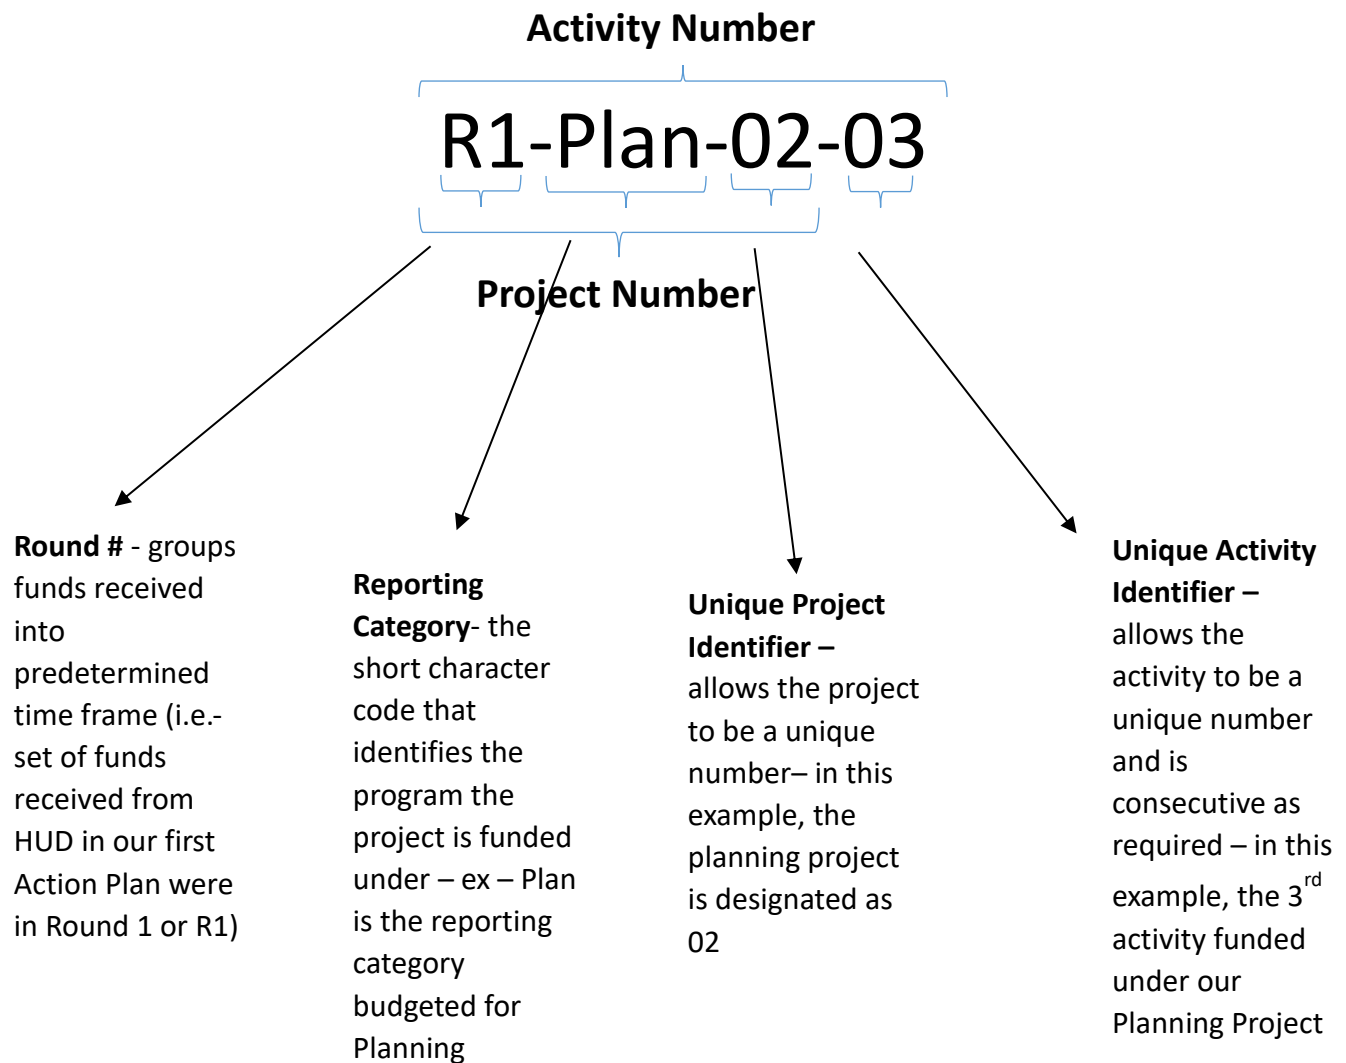 Activity Number
R1-Plan-02-03
Project Number
Round # - groups
funds received
into
predetermined
time frame (i.e.-
set of funds
received from
HUD in our first
Action Plan were
in Round 1 or R1)
Reporting
Category- the
short character
code that
identifies the
program the
project is funded
under – ex – Plan
is the reporting
category
budgeted for
Planning
Unique Project
Identifier –
allows the project
to be a unique
number– in this
example, the
planning project
is designated as
02
Unique Activity
Identifier –
allows the
activity to be a
unique number
and is
consecutive as
required – in this
example, the 3rd
activity funded
under our
Planning Project